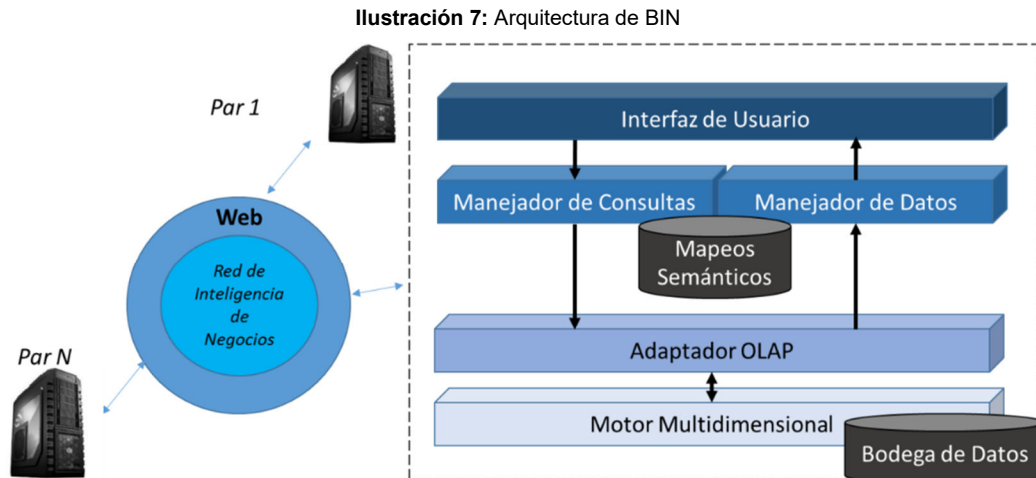 Ilustración 7: Arquitectura de BIN
Par 1
Web
Red de
Inteligencia
de
Negocios
Par N
Interfaz de Usuario
Manejador de Consultas
Manejador de Datos
Mapeos
Semánticos
Adaptador OLAP
Motor Multidimensional
Bodega de Datos